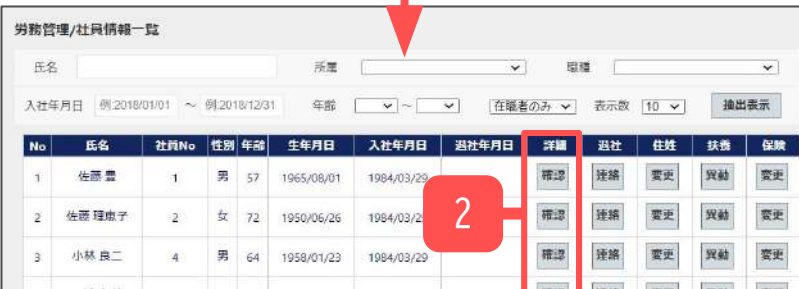 労務管理/社員情報一覧
氏名 所属 職種
入社年月日 例:2018/01/01 ～ 例:2018/12/31 年齢 ～ 在職者のみ 表示数 10 抽出表示
No 氏名 社員No 性別 年齢 生年月日 入社年月日 退社年月日 詳細 退社 住姓 扶養 保険
1 佐藤 豊 1 男 57 1965/08/01 1984/03/29 確認 連絡 変更 異動 変更
2 佐藤 理恵子 2 女 72 1950/06/26 1984/03/29 2 確認 連絡 変更 異動 変更
3 小林 良二 4 男 64 1958/01/23 1984/03/29 確認 連絡 変更 異動 変更